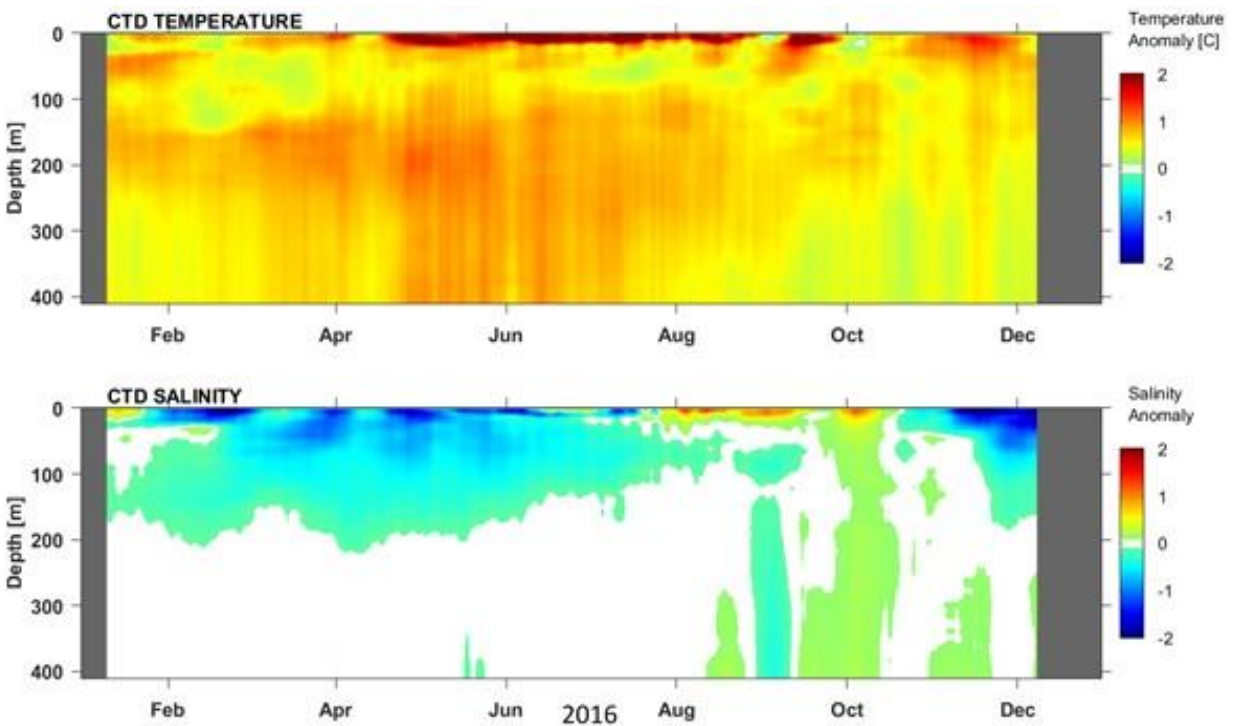 CTD TEMPERATURE
Temperature
Anomaly [C]
0
100
200
300
400
Depth [m]
2
1
0
-1
-2
Feb Apr Jun Aug Oct Dec
CTD SALINITY
Salinity
Anomaly
0
100
200
300
400
Depth [m]
2
1
0
-1
-2
Feb Apr Jun 2016 Aug Oct Dec